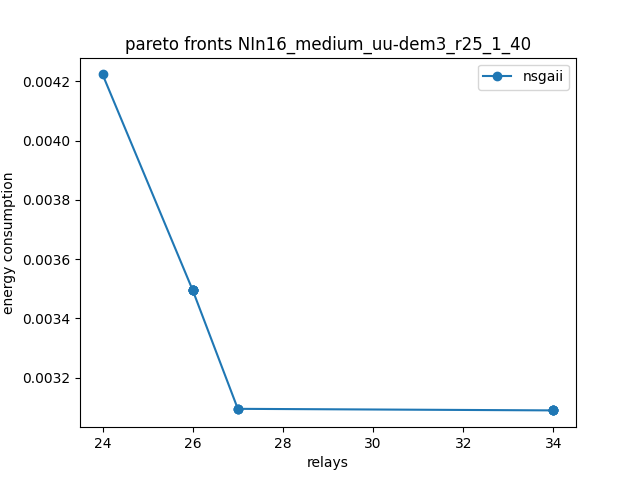 pareto fronts NIn16_medium_uu-dem3_r25_1_40
nsgaii
0.0042
0.0040
0.0038
0.0036
0.0034
0.0032
energy consumption
24 26 28 30 32 34
relays